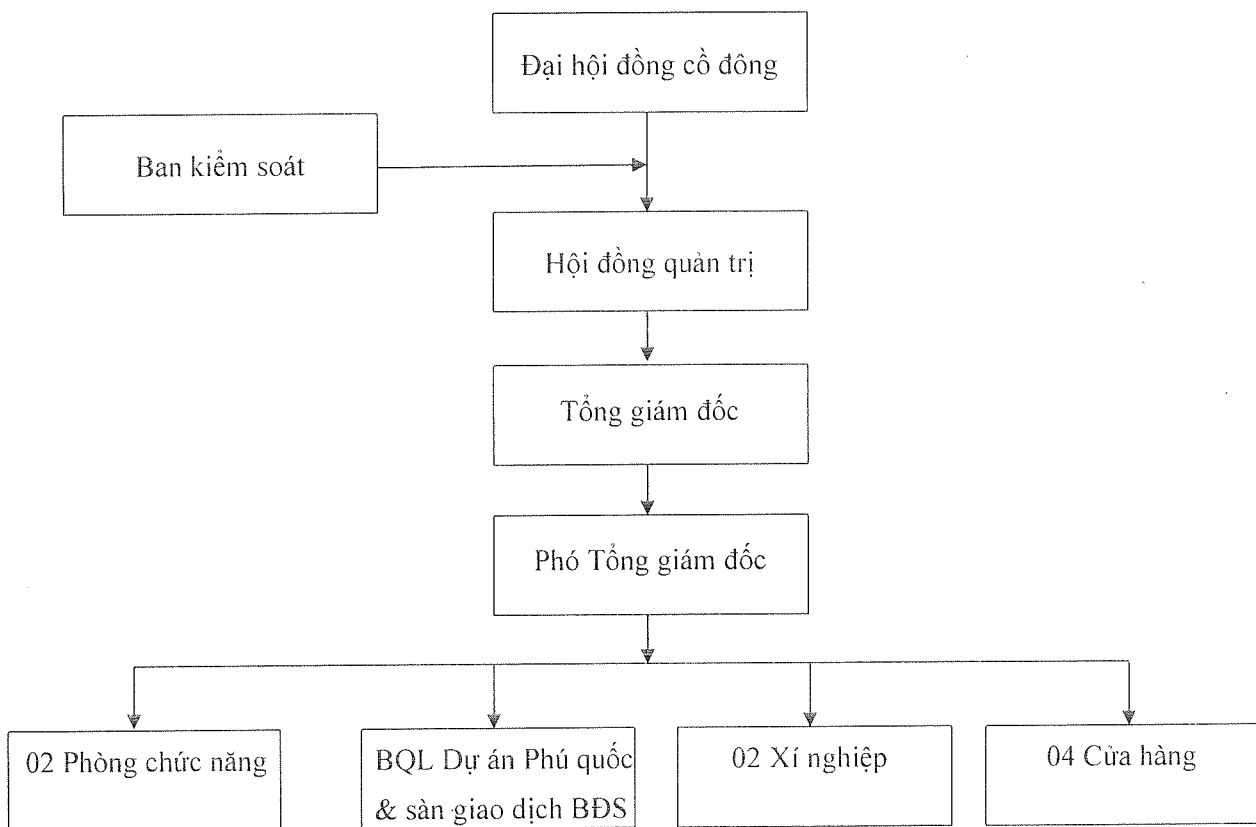 Đại hội đồng cổ đông
Ban kiểm soát
Hội đồng quản trị
Tổng giám đốc
Phó Tổng giám đốc
02 Phòng chức năng
BQL Dự án Phú quốc
& sàn giao dịch BĐS
02 Xí nghiệp
04 Cửa hàng